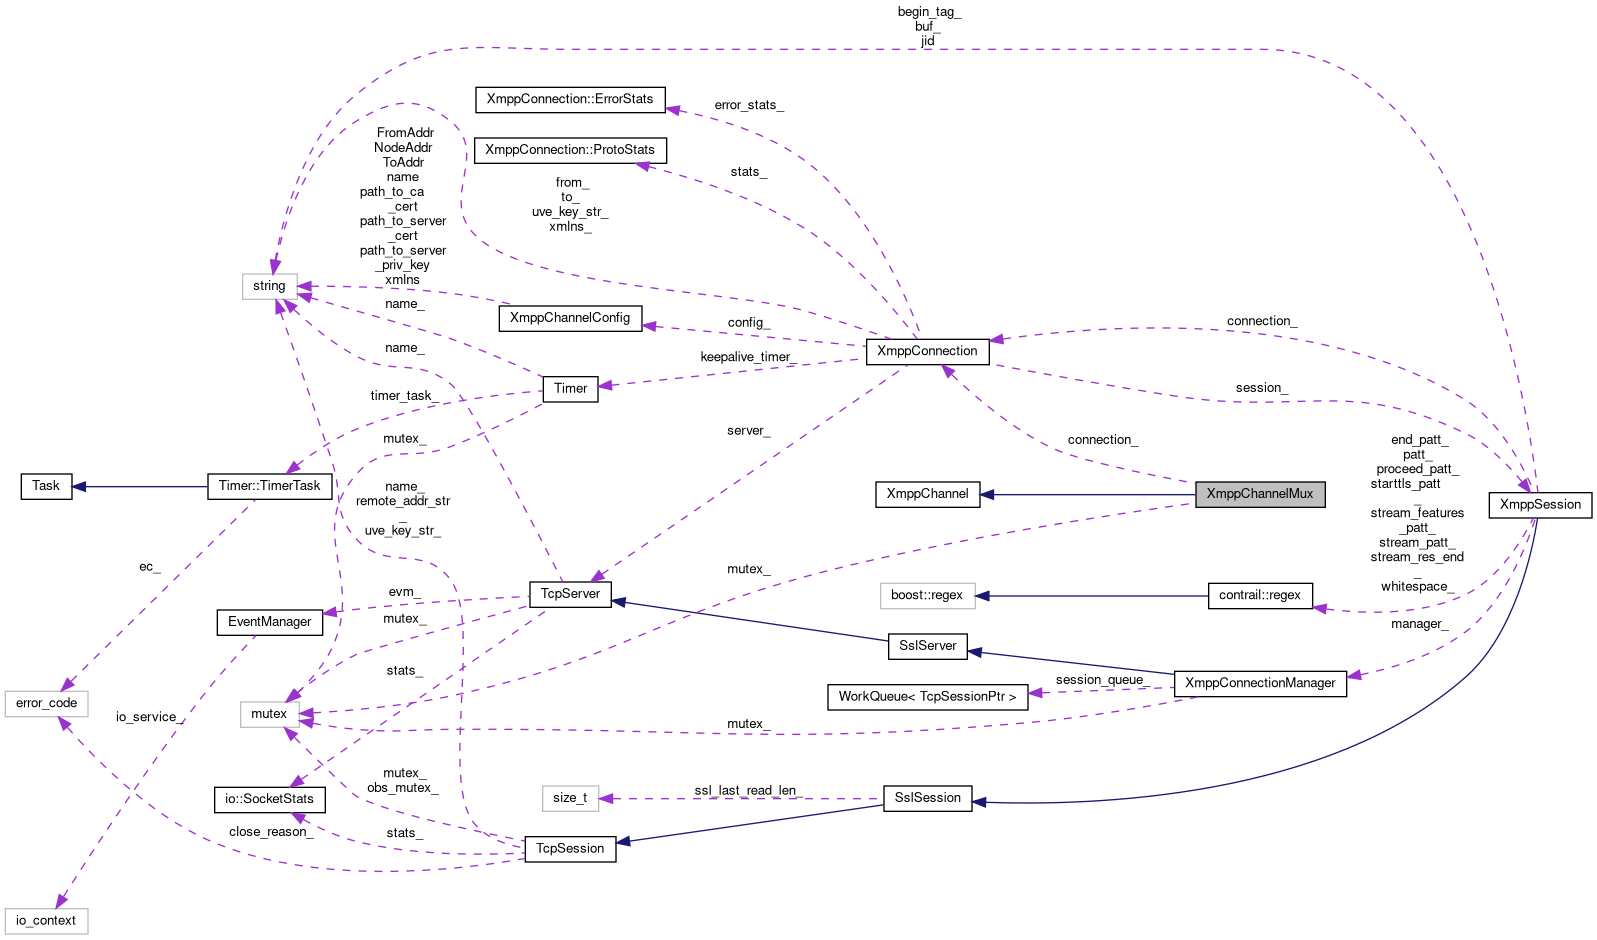 begin_tag_
buf_
jid
XmppConnection::ErrorStats
error_stats_
FromAddr
NodeAddr
ToAddr
name
path_to_ca
_cert
path_to_server
_cert
path_to_server
_priv_key
xmlns
XmppConnection::ProtoStats
stats_
from_
to_
uve_key_str_
xmlns_
string
name_
XmppChannelConfig
config_
connection_
XmppConnection
name_
keepalive_timer_
Timer
timer_task_
session_
mutex_
server_
connection_
end_patt_
patt_
proceed_patt_
starttls_patt
_
stream_features
_patt_
stream_patt_
stream_res_end
_
whitespace_
Task
Timer::TimerTask
name_
remote_addr_str
_
uve_key_str_
XmppChannel
XmppChannelMux
XmppSession
ec_
mutex_
evm_
TcpServer
boost::regex
contrail::regex
EventManager
mutex_
manager_
SslServer
stats_
session_queue_
XmppConnectionManager
WorkQueue< TcpSessionPtr >
error_code
io_service_
mutex
mutex_
mutex_
obs_mutex_
io::SocketStats
size_t
ssl_last_read_len_
SslSession
close_reason_
stats_
TcpSession
io_context